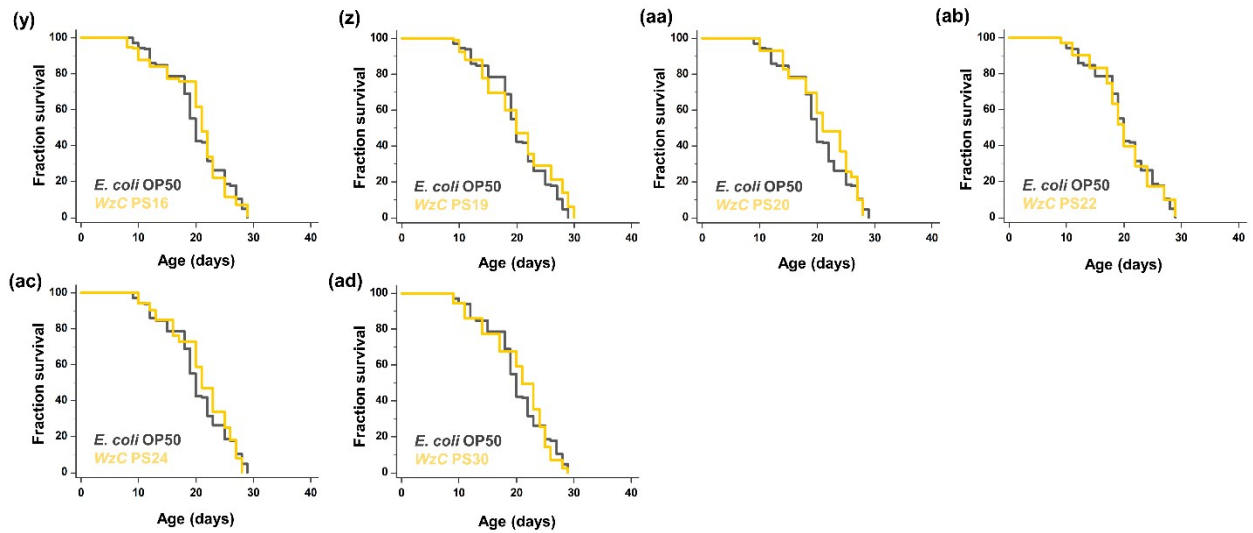 (y)
Fraction survival
100
80
60
40
20
0
E. coli OP50
WzC PS16
0 10 20 30 40
Age (days)
(z)
Fraction survival
100
80
60
40
20
0
E. coli OP50
WzC PS19
0 10 20 30 40
Age (days)
(aa)
Fraction survival
100
80
60
40
20
0
E. coli OP50
WzC PS20
0 10 20 30 40
Age (days)
(ab)
Fraction survival
100
80
60
40
20
0
E. coli OP50
WzC PS22
0 10 20 30 40
Age (days)
(ac)
Fraction survival
100
80
60
40
20
0
E. coli OP50
WzC PS24
0 10 20 30 40
Age (days)
(ad)
Fraction survival
100
80
60
40
20
0
E. coli OP50
WzC PS30
0 10 20 30 40
Age (days)